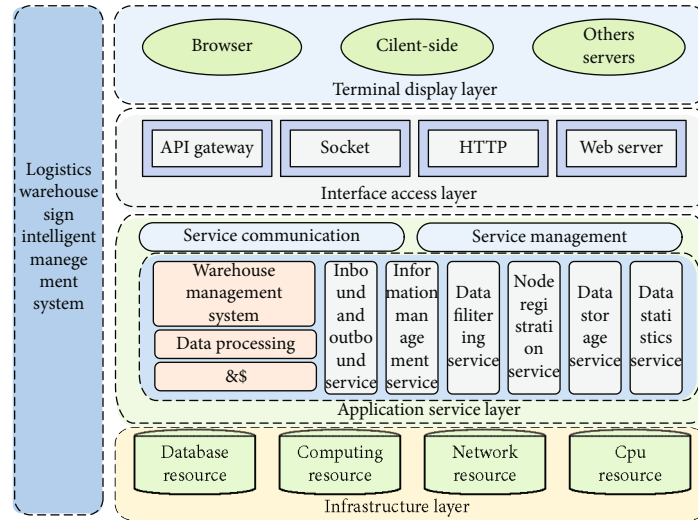 Logistics
warehouse
sign
intelligent
manege
ment
system
Browser
Cilent-side
Others
servers
Terminal display layer
API gateway
Socket
HTTP
Web server
Interface access layer
Service communication
Service management
Warehouse
management
system
Data processing
&$
Inbo
und
and
outbo
und
service
Infor
mation
man
age
ment
service
Data
filiter
ing
service
Node
regi
strati
on
service
Data
stor
age
service
Data
stati
stics
service
Application service layer
Database
resource
Computing
resource
Network
resource
Cpu
resource
Infrastructure layer